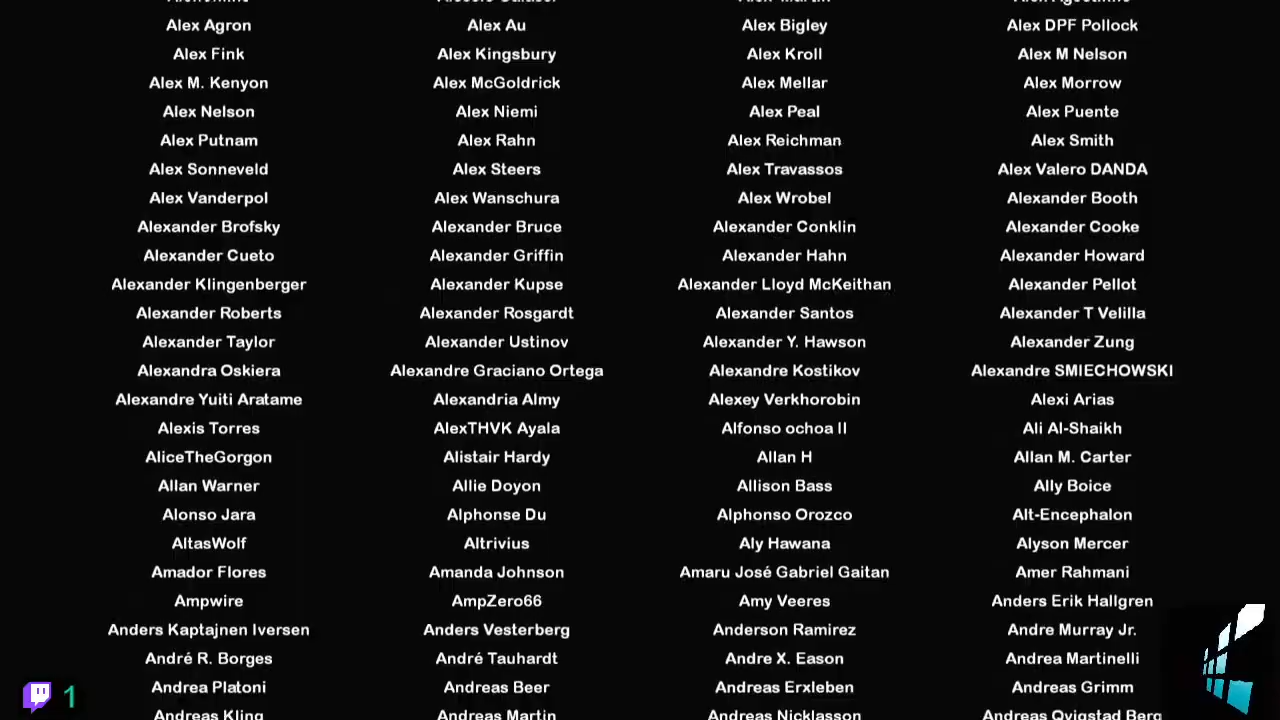 Alex Agron Alex Au Alex Bigley Alex DPF Pollock
Alex Fink Alex Kingsbury Alex Kroll Alex M Nelson
Alex M. Kenyon Alex McGoldrick Alex Mellar Alex Morrow
Alex Nelson Alex Niemi Alex Peal Alex Puente
Alex Putnam Alex Rahn Alex Reichman Alex Smith
Alex Sonneveld Alex Steers Alex Travassos Alex Valero DANDA
Alex Vanderpol Alex Wanschura Alex Wrobel Alexander Booth
Alexander Brofsky Alexander Bruce Alexander Conklin Alexander Cooke
Alexander Cueto Alexander Griffin Alexander Hahn Alexander Howard
Alexander Klingenberger Alexander Kupse Alexander Lloyd McKeithan Alexander Pellot
Alexander Roberts Alexander Rosgardt Alexander Santos Alexander T Velilla
Alexander Taylor Alexander Ustinov Alexander Y. Hawson Alexander Zung
Alexandra Oskiera Alexandre Graciano Ortega Alexandre Kostikov Alexandre SMIECHOWSKI
Alexandre Yuiti Aratame Alexandria Almy Alexey Verkhorobin Alexi Arias
Alexis Torres AlexTHVK Ayala Alfonso ochoa II Ali Al-Shaikh
AliceTheGorgon Alistair Hardy Allan H Allan M. Carter
Allan Warner Allie Doyon Allison Bass Ally Boice
Alonso Jara Alphonse Du Alphonso Orozco Alt-Encephalon
AltasWolf Altrivius Aly Hawana Alyson Mercer
Amador Flores Amanda Johnson Amaru José Gabriel Gaitan Amer Rahmani
Ampwire AmpZero66 Amy Veeres Anders Erik Hallgren
Anders Kaptajnen Iversen Anders Vesterberg Anderson Ramirez Andre Murray Jr.
André R. Borges André Tauhardt Andre X. Eason Andrea Martinelli
Andrea Platoni Andreas Beer Andreas Erxleben Andreas Grimm
Andreas Kling Andreas Martin Andreas Nicklasson Andreas Qvigstad Berg
1